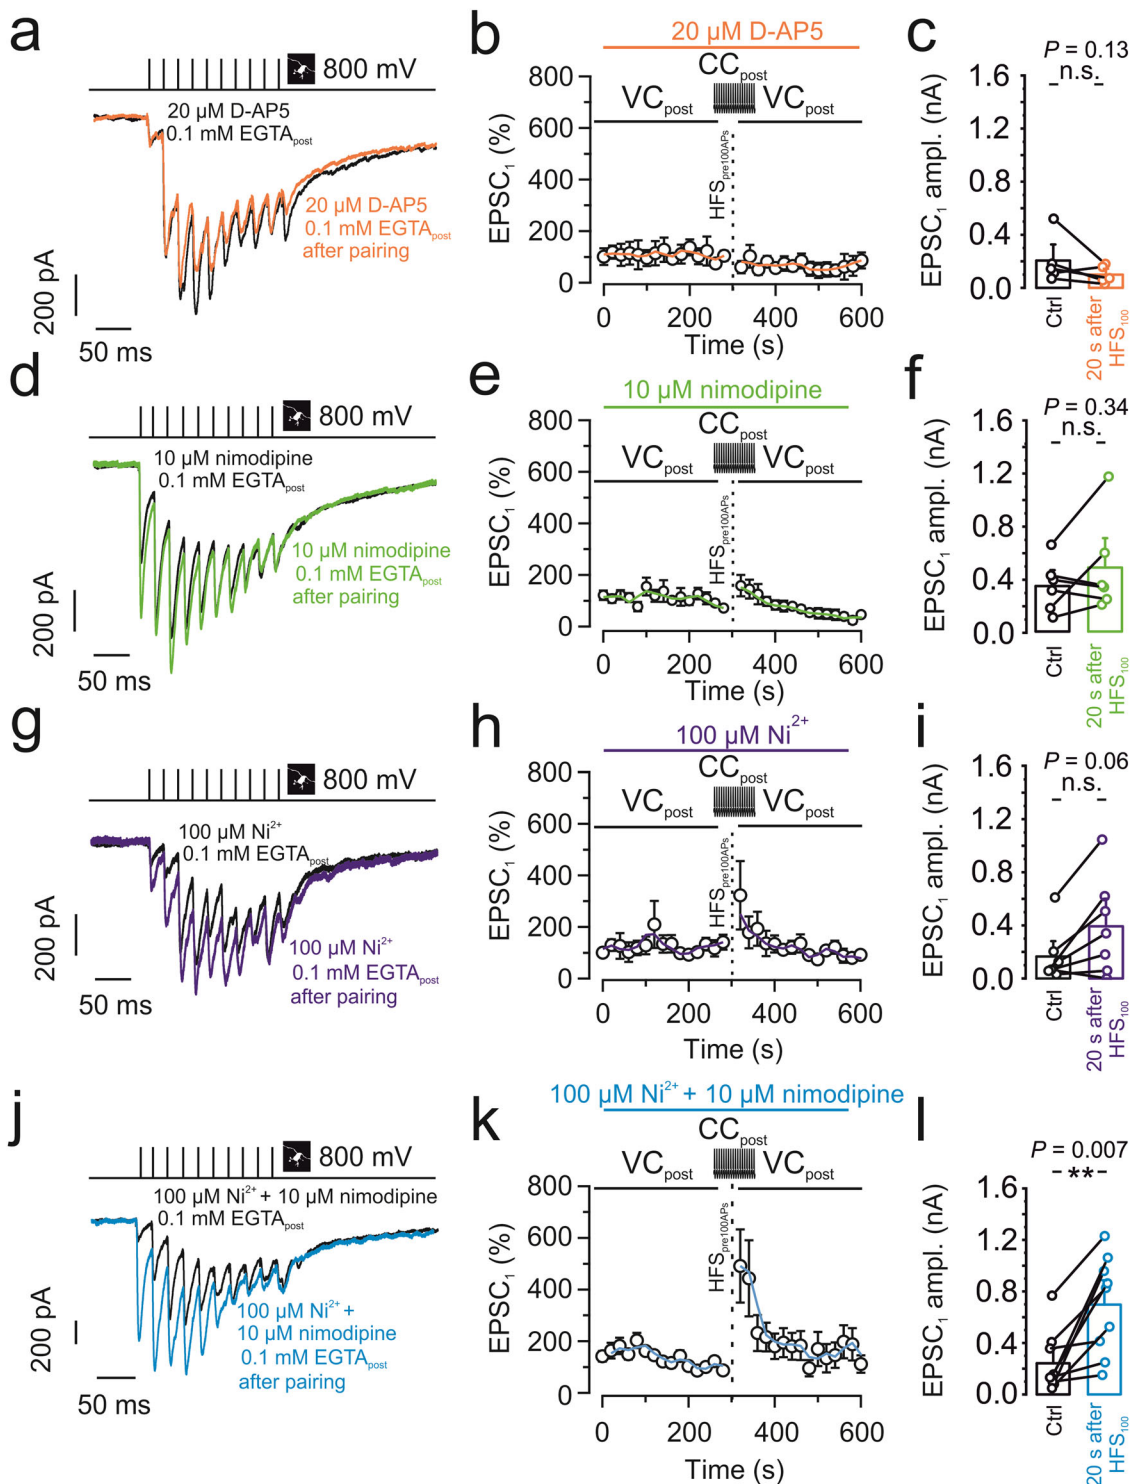 a
800 mV
20 µM D-AP5
0.1 mM EGTApost
20 µM D-AP5
0.1 mM EGTApost
after pairing
200 pA
50 ms
b
20 µM D-AP5
CCpost
VCpost
VCpost
HFSpre100APs
EPSC1 (%)
800
600
400
200
0
0
200
400
600
Time (s)
c
P = 0.13
n.s.
EPSC1 ampl. (nA)
1.6
1.2
0.8
0.4
0.0
Ctrl
20 s after
HFS100
d
800 mV
10 µM nimodipine
0.1 mM EGTApost
10 µM nimodipine
0.1 mM EGTApost
after pairing
200 pA
50 ms
e
10 µM nimodipine
CCpost
VCpost
VCpost
HFSpre100APs
EPSC1 (%)
800
600
400
200
0
0
200
400
600
Time (s)
f
P = 0.34
n.s.
EPSC1 ampl. (nA)
1.6
1.2
0.8
0.4
0.0
Ctrl
20 s after
HFS100
g
800 mV
100 µM Ni2+
0.1 mM EGTApost
100 µM Ni2+
0.1 mM EGTApost
after pairing
200 pA
50 ms
h
100 µM Ni2+
CCpost
VCpost
VCpost
HFSpre100APs
EPSC1 (%)
800
600
400
200
0
0
200
400
600
Time (s)
i
P = 0.06
n.s.
EPSC1 ampl. (nA)
1.6
1.2
0.8
0.4
0.0
Ctrl
20 s after
HFS100
j
800 mV
100 µM Ni2+ + 10 µM nimodipine
0.1 mM EGTApost
100 µM Ni2+ +
10 µM nimodipine
0.1 mM EGTApost
after pairing
200 pA
50 ms
k
100 µM Ni2+ + 10 µM nimodipine
CCpost
VCpost
VCpost
HFSpre100APs
EPSC1 (%)
800
600
400
200
0
0
200
400
600
Time (s)
l
P = 0.007
**
EPSC1 ampl. (nA)
1.6
1.2
0.8
0.4
0.0
Ctrl
20 s after
HFS100